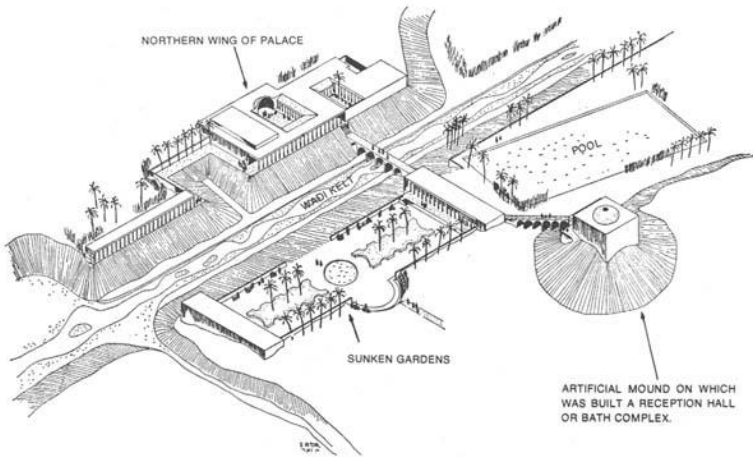 NORTHERN WING OF PALACE
POOL
WADI KELT
SUNKEN GARDENS
ARTIFICIAL MOUND ON WHICH
WAS BUILT A RECEPTION HALL
OR BATH COMPLEX.